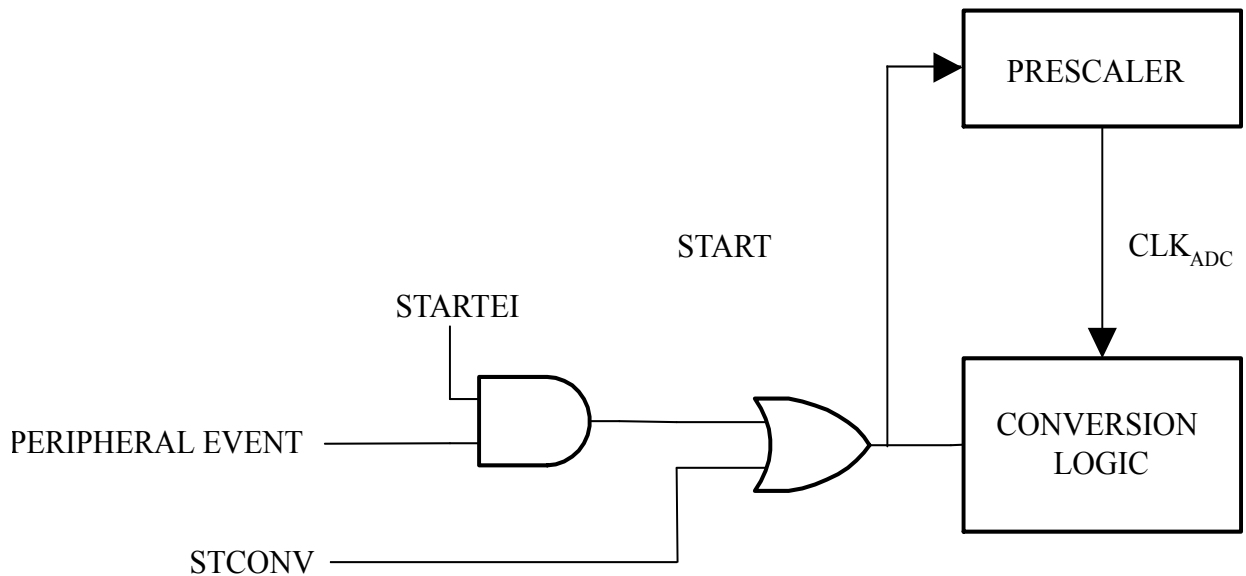 PRESCALER
START
CLKADC
STARTEI
PERIPHERAL EVENT
CONVERSION
LOGIC
STCONV